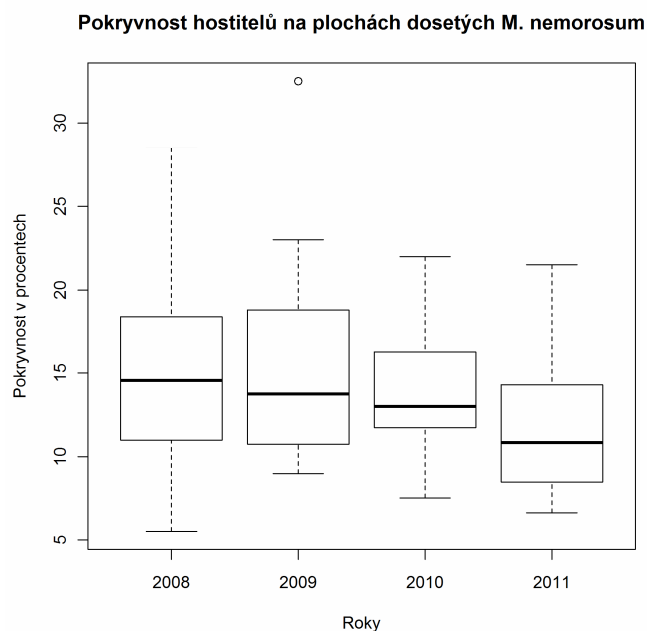 Pokryvnost hostitelů na plochách dosetých M. nemorosum
Pokryvnost v procentech
30
25
20
15
10
5
2008 2009 2010 2011
Roky